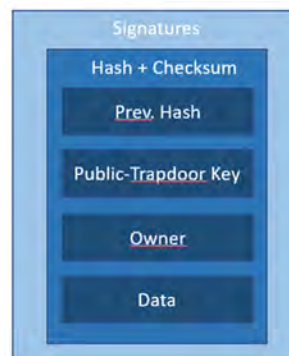 Signatures
Hash + Checksum
Prev. Hash
Public-Trapdoor Key
Owner
Data